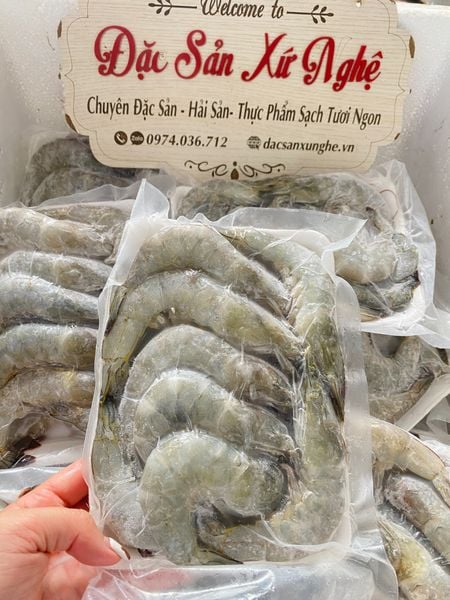 Welcome to
Đặc Sản Xứ Nghệ
Chuyên Đặc Sản - Hải Sản- Thực Phẩm Sạch Tươi Ngon
Zalo 0974.036.712 dacsanxunghe.vn